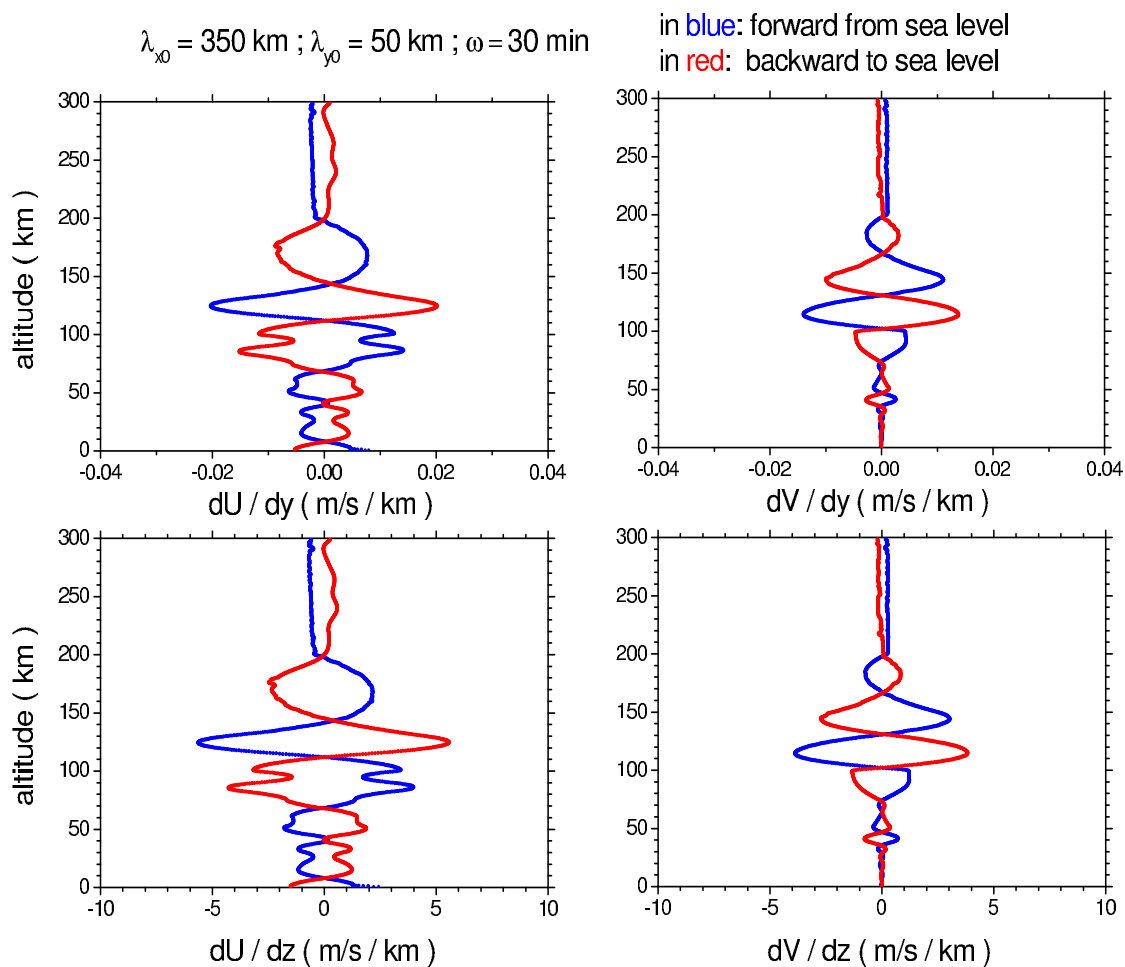 λx0 = 350 km ; λy0 = 50 km ; ω = 30 min
in blue: forward from sea level
in red: backward to sea level
300
250
200
150
100
50
0
altitude ( km )
-0.04 -0.02 0.00 0.02 0.04
dU / dy ( m/s / km )
300
250
200
150
100
50
0
-0.04 -0.02 0.00 0.02 0.04
dV / dy ( m/s / km )
300
250
200
150
100
50
0
altitude ( km )
-10 -5 0 5 10
dU / dz ( m/s / km )
300
250
200
150
100
50
0
-10 -5 0 5 10
dV / dz ( m/s / km )